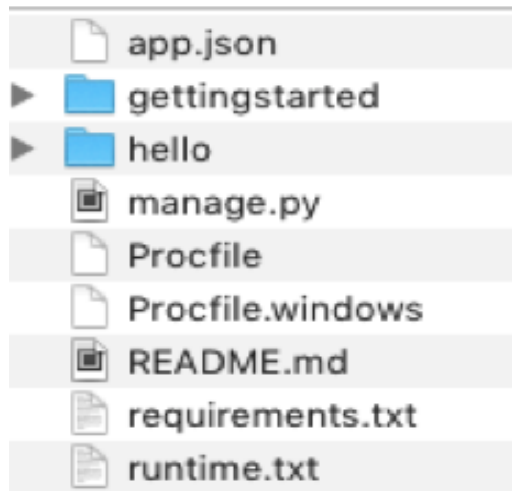 app.json
gettingstarted
hello
manage.py
Procfile
Procfile.windows
README.md
requirements.txt
runtime.txt